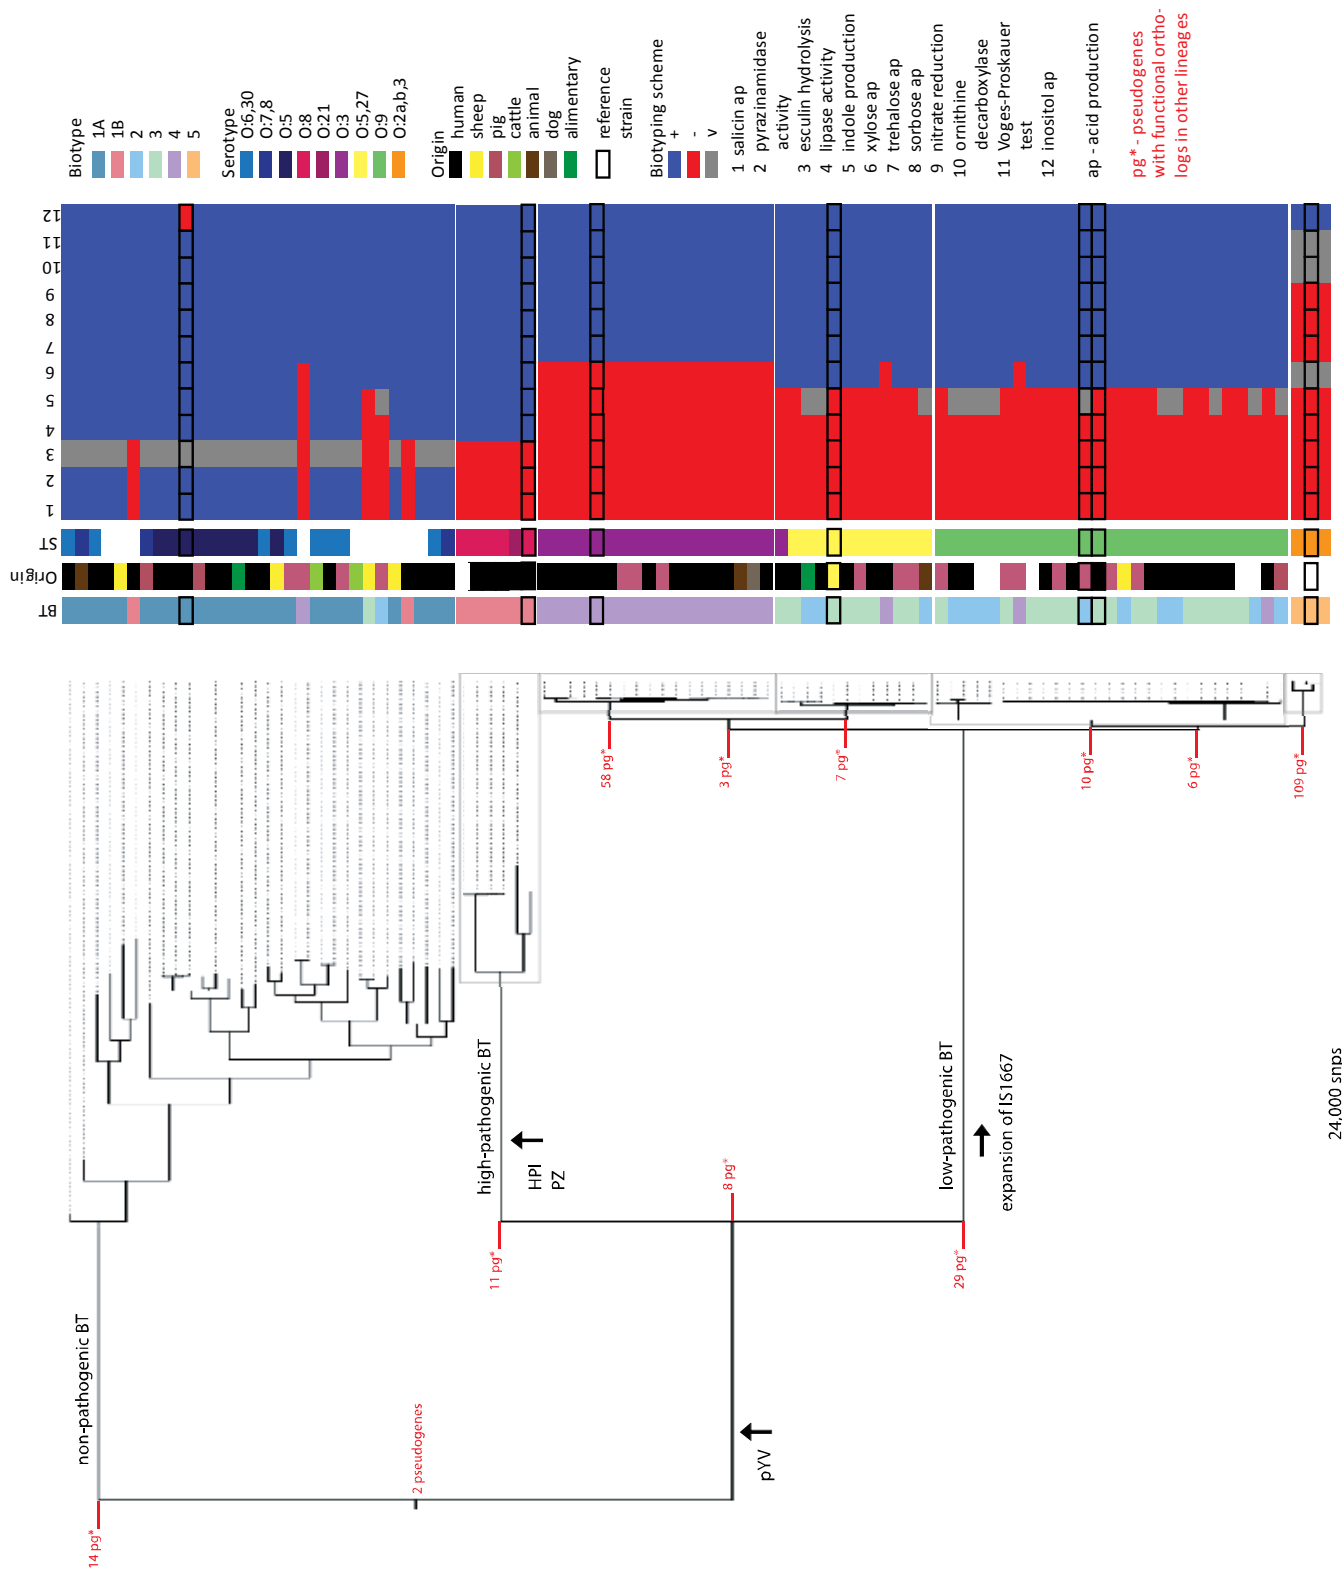 non-pathogenic BT
14 pg*
2 pseudogenes
pYV
high-pathogenic BT
HPI
PZ
11 pg*
8 pg*
29 pg*
low-pathogenic BT
expansion of IS1667
24,000 snps
58 pg*
3 pg*
7 pg*
10 pg*
6 pg*
109 pg*
BT
Origin
ST
1
2
3
4
5
6
7
8
9
10
11
12
Biotype
1A
1B
2
3
4
5
Serotype
O:6,30
O:7,8
O:5
O:8
O:21
O:3
O:5,27
O:9
O:2a,b,3
Origin
human
sheep
pig
cattle
animal
dog
alimentary
reference
strain
Biotyping scheme
+
-
v
1 salicin ap
2 pyrazinamidase
activity
3 esculin hydrolysis
4 lipase activity
5 indole production
6 xylose ap
7 trehalose ap
8 sorbose ap
9 nitrate reduction
10 ornithine
decarboxylase
11 Voges-Proskauer
test
12 inositol ap
ap - acid production
pg* - pseudogenes
with functional ortho-
logs in other lineages